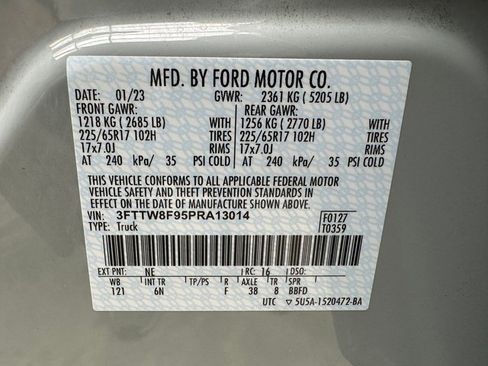 MFD. BY FORD MOTOR CO.
DATE: 01/23 GVWR: 2361 KG ( 5205 LB)
FRONT GAWR: REAR GAWR:
1218 KG ( 2685 LB) WITH 1256 KG ( 2770 LB) WITH
225/65R17 102H TIRES 225/65R17 102H TIRES
17x7.0J RIMS 17x7.0J RIMS
AT 240 kPa/ 35 PSI COLD AT 240 kPa/ 35 PSI COLD
THIS VEHICLE CONFORMS TO ALL APPLICABLE FEDERAL MOTOR
VEHICLE SAFETY AND THEFT PREVENTION STANDARDS IN
EFFECT ON THE DATE OF MANUFACTURE SHOWN ABOVE.
VIN: 3FTTW8F95PRA13014 F0127
TYPE: Truck T0359
EXT PNT: NE RC: 16 DSO:
WB INT TR TP/PS R AXLE TR SPR
121 6N F 38 8 BBFD
UTC 5U5A-1520472-BA